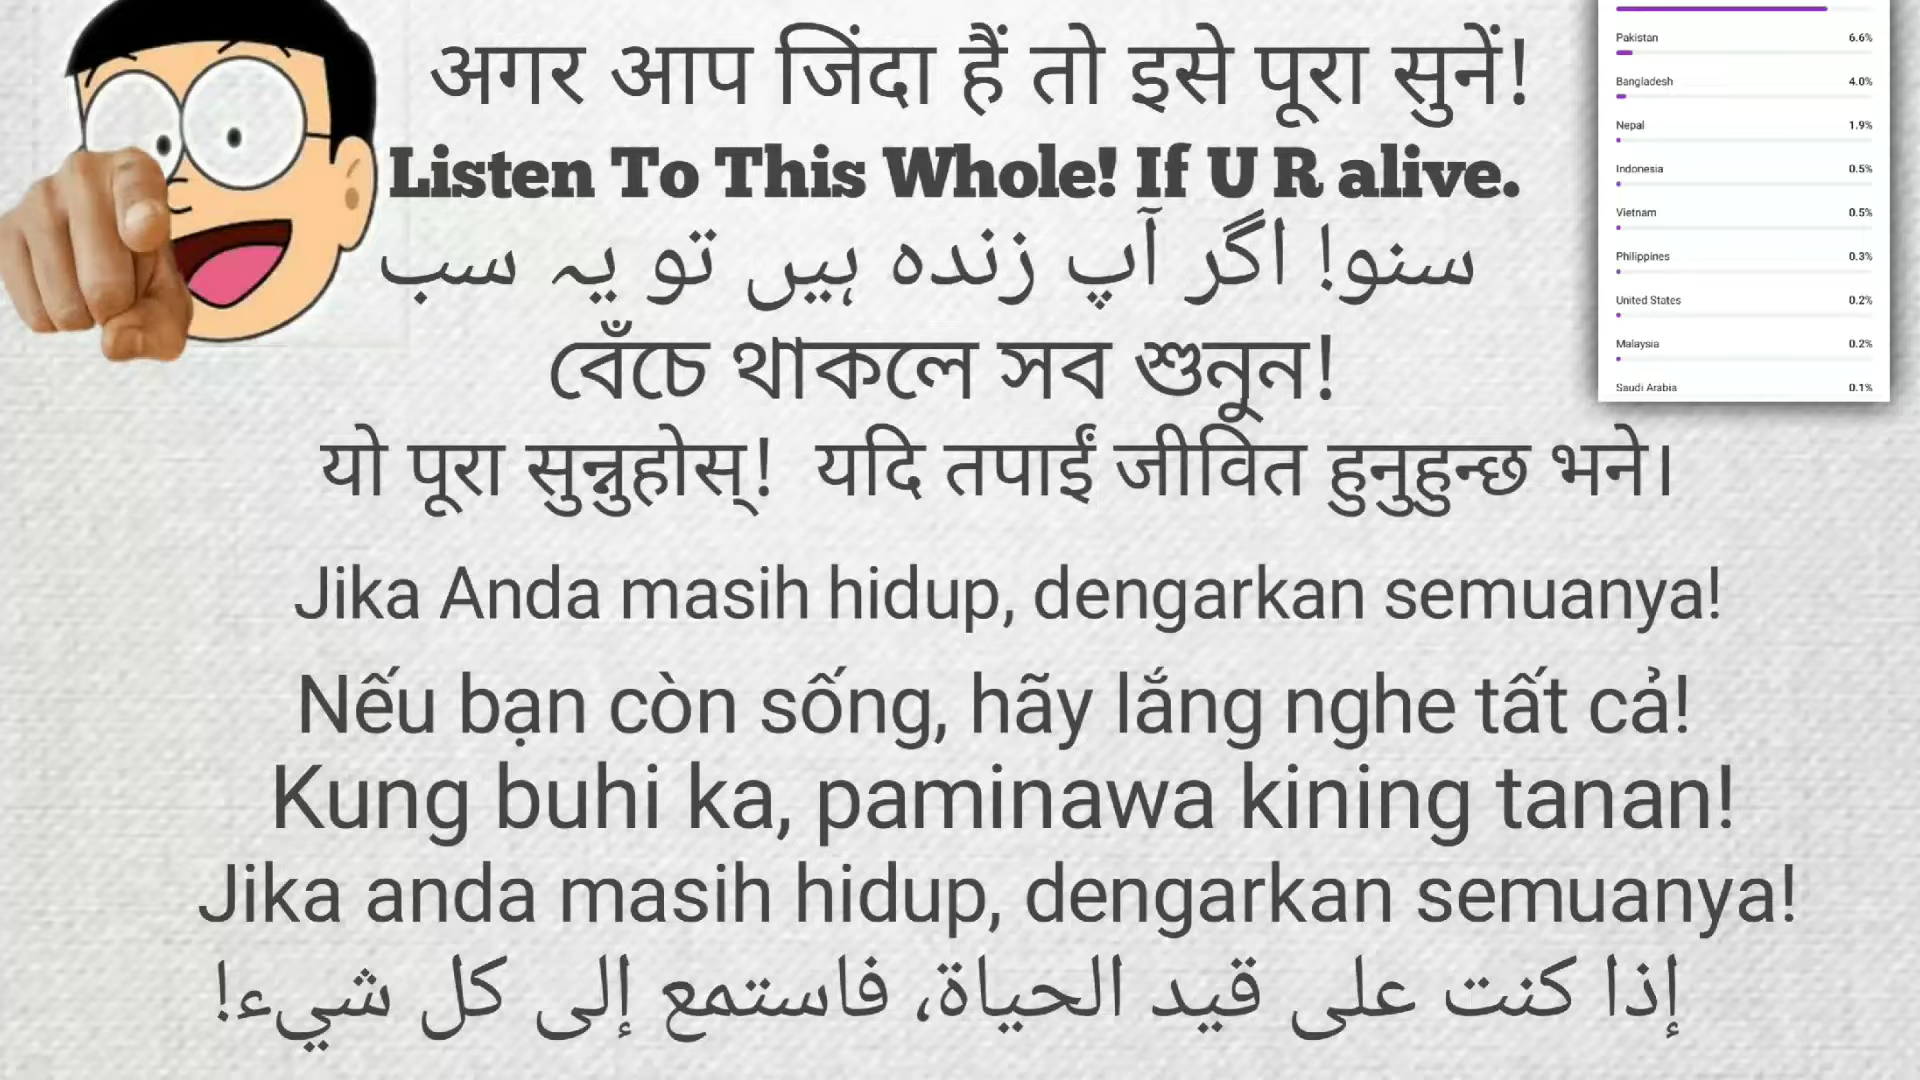 अगर आप जिंदा हैं तो इसे पूरा सुनें!
Listen To This Whole! If U R alive.
سنو! اگر آپ زندہ ہیں تو یہ سب
বেঁচে থাকলে সব শুনুন!
यो पूरा सुन्नुहोस्! यदि तपाईं जीवित हुनुहुन्छ भने।
Jika Anda masih hidup, dengarkan semuanya!
Nếu bạn còn sống, hãy lắng nghe tất cả!
Kung buhi ka, paminawa kining tanan!
Jika anda masih hidup, dengarkan semuanya!
إذا كنت على قيد الحياة، فاستمع إلى كل شيء!
Pakistan 6.6%
Bangladesh 4.0%
Nepal 1.9%
Indonesia 0.5%
Vietnam 0.5%
Philippines 0.3%
United States 0.2%
Malaysia 0.2%
Saudi Arabia 0.1%